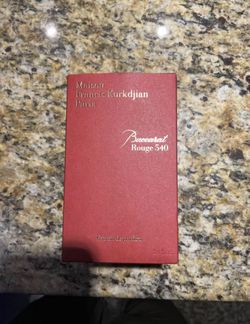 Maison
Francis Kurkdjian
Paris
Baccarat
Rouge 540